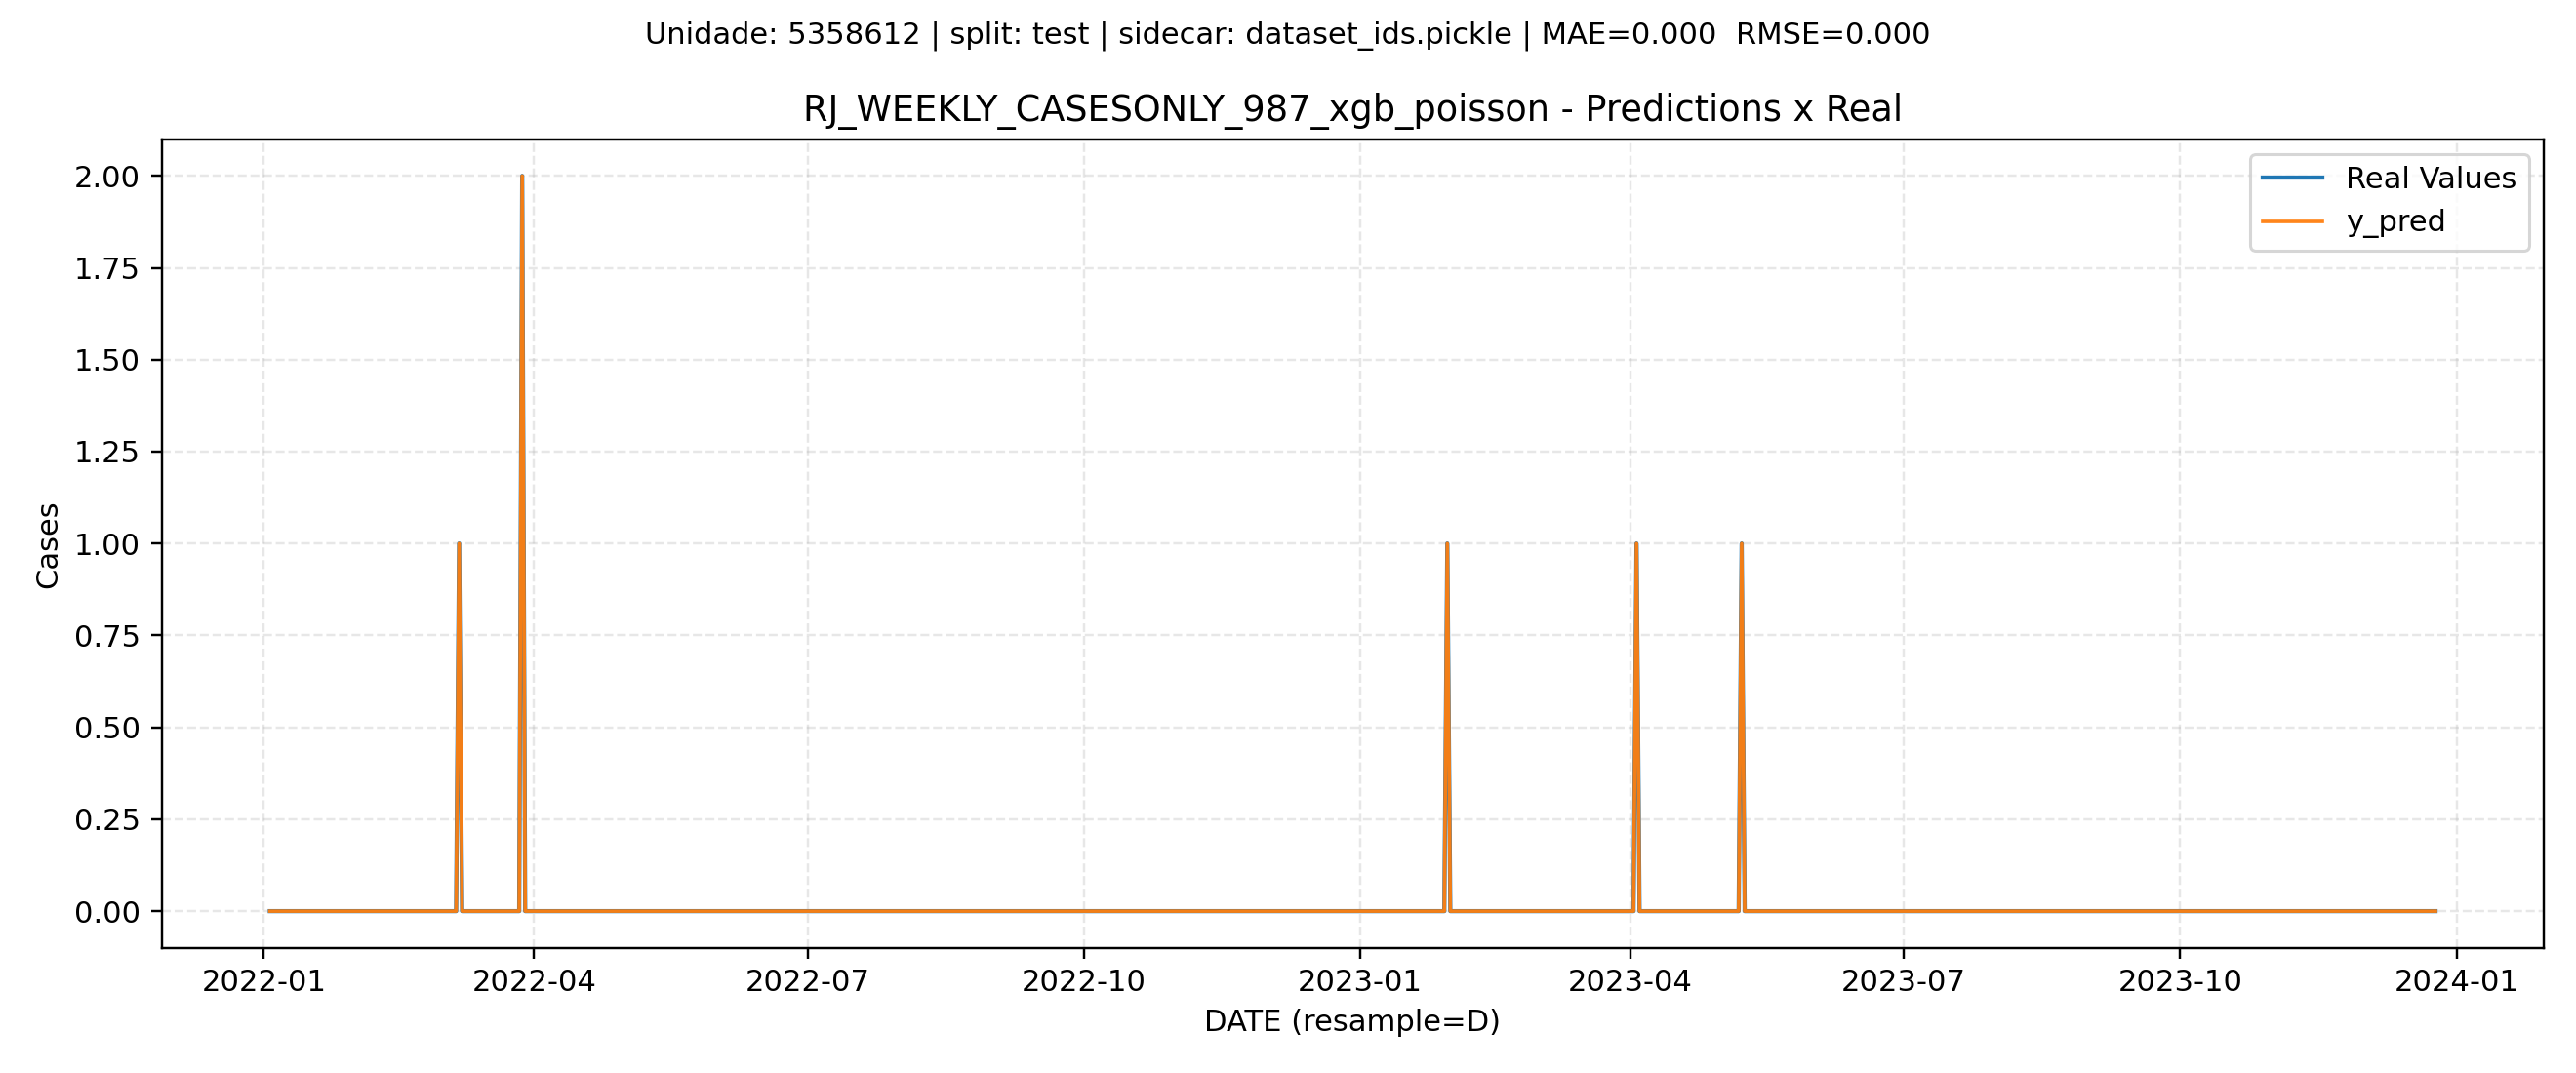 Unidade: 5358612 | split: test | sidecar: dataset_ids.pickle | MAE=0.000  RMSE=0.000
RJ_WEEKLY_CASESONLY_987_xgb_poisson - Predictions x Real
Real Values
y_pred
Cases
2.00
1.75
1.50
1.25
1.00
0.75
0.50
0.25
0.00
2022-01 2022-04 2022-07 2022-10 2023-01 2023-04 2023-07 2023-10 2024-01
DATE (resample=D)